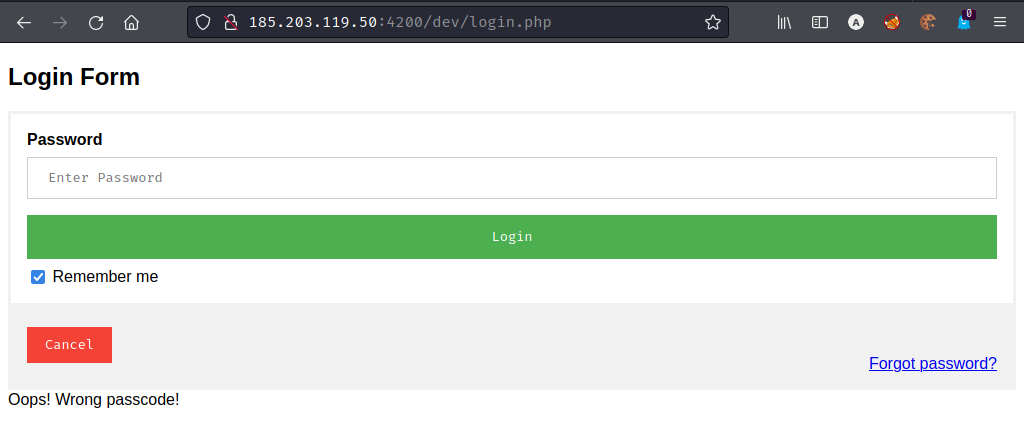 185.203.119.50:4200/dev/login.php
A
0
Login Form
Password
Enter Password
Login
Remember me
Cancel
Forgot password?
Oops! Wrong passcode!